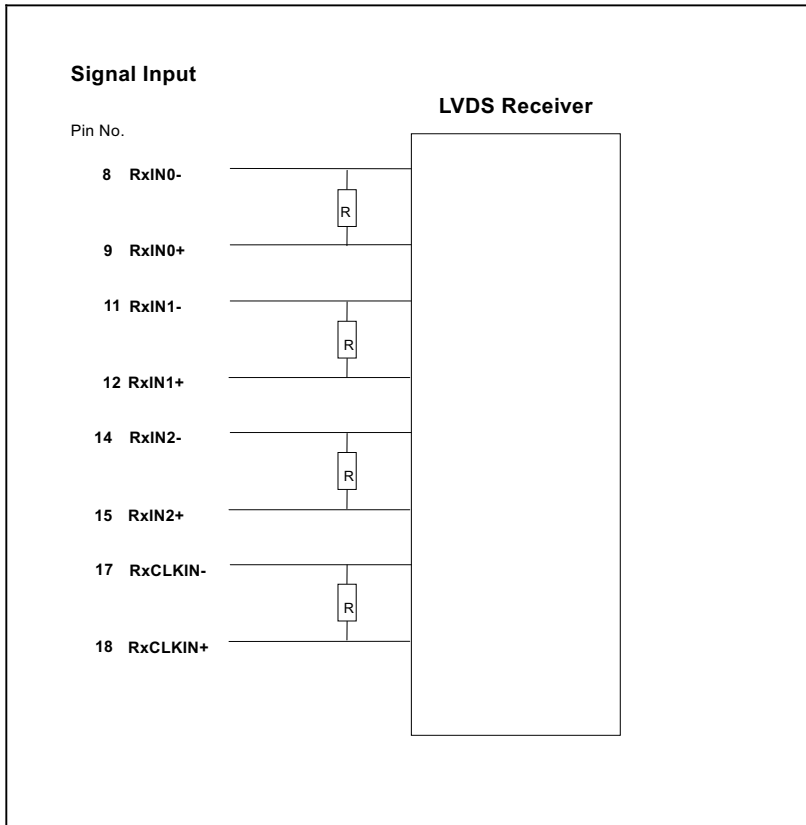 Signal Input
LVDS Receiver
Pin No.
8 RxIN0-
R
9 RxIN0+
11 RxIN1-
R
12 RxIN1+
14 RxIN2-
R
15 RxIN2+
17 RxCLKIN-
R
18 RxCLKIN+